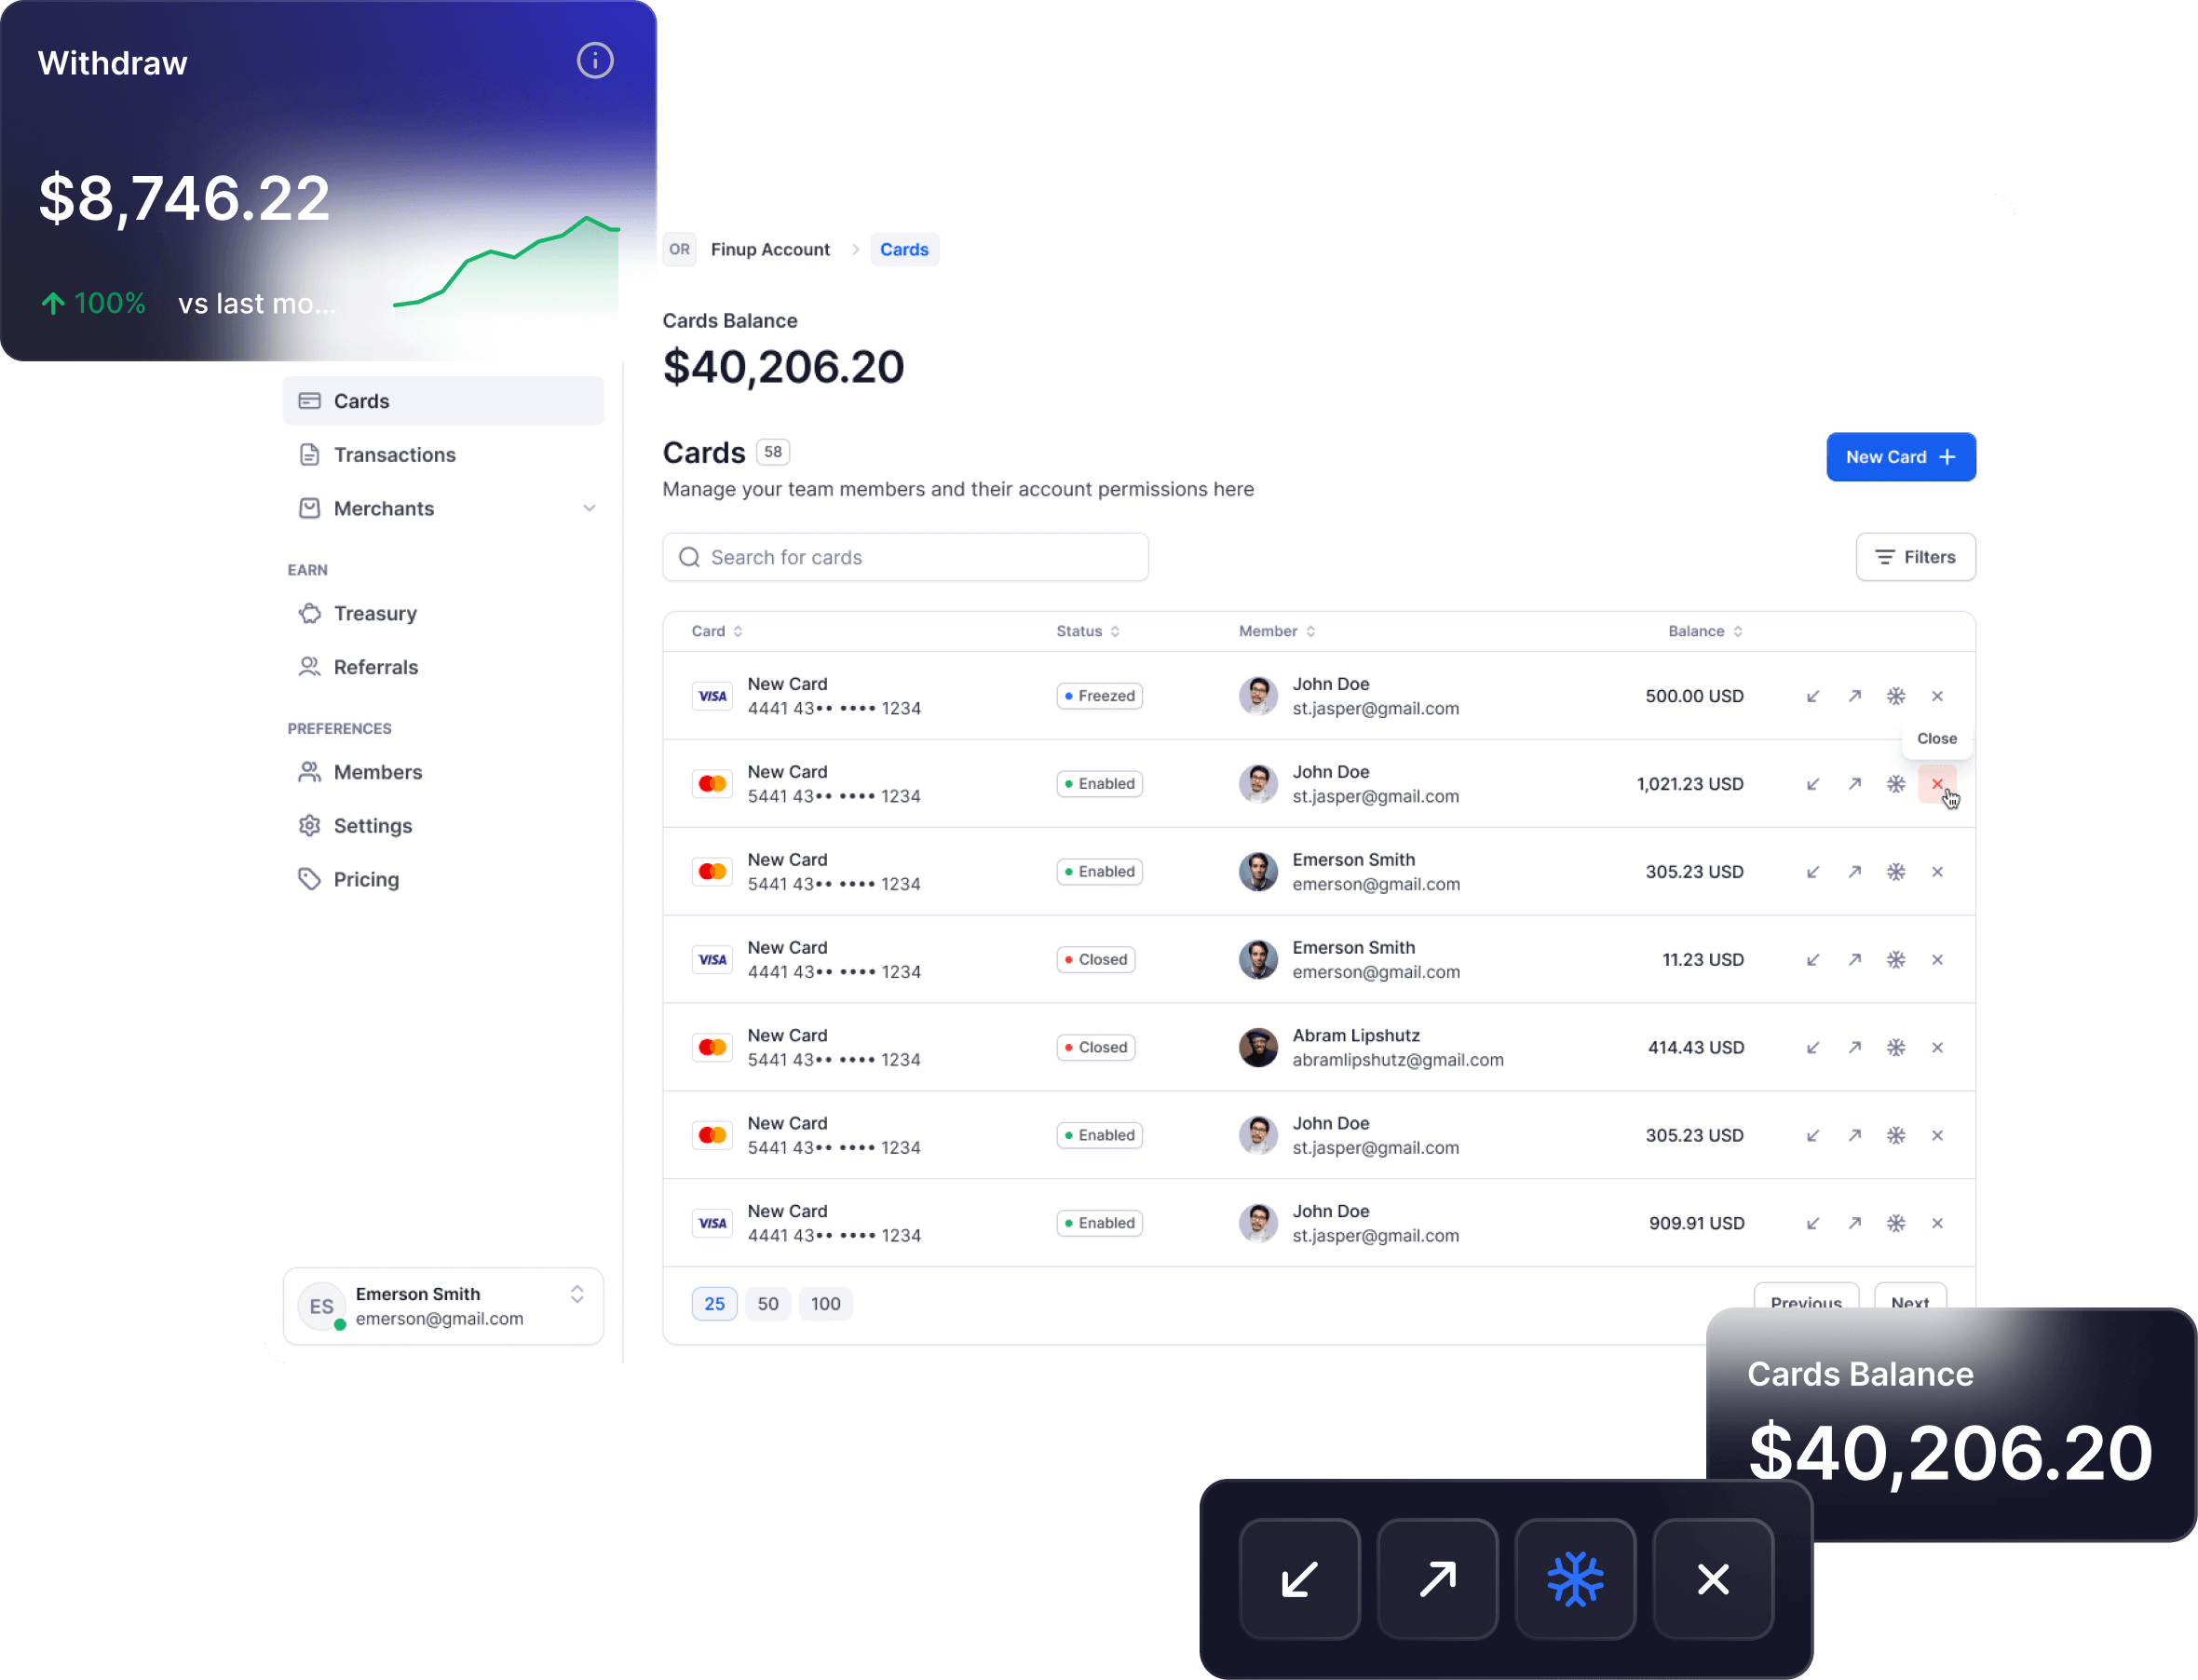 Withdraw
$8,746.22
100% vs last mo...
OR Finup Account Cards
Cards Balance
$40,206.20
Cards
Transactions
Merchants
EARN
Treasury
Referrals
PREFERENCES
Members
Settings
Pricing
ES
Emerson Smith
emerson@gmail.com
Cards 58
Manage your team members and their account permissions here
New Card
Search for cards
Filters
Card Status Member Balance
VISA New Card Freezed John Doe 500.00 USD
4441 43•• •••• 1234 st.jasper@gmail.com
Close
New Card Enabled John Doe 1,021.23 USD
5441 43•• •••• 1234 st.jasper@gmail.com
New Card Enabled Emerson Smith 305.23 USD
5441 43•• •••• 1234 emerson@gmail.com
VISA New Card Closed Emerson Smith 11.23 USD
4441 43•• •••• 1234 emerson@gmail.com
New Card Closed Abram Lipshutz 414.43 USD
5441 43•• •••• 1234 abramlipshutz@gmail.com
New Card Enabled John Doe 305.23 USD
5441 43•• •••• 1234 st.jasper@gmail.com
VISA New Card Enabled John Doe 909.91 USD
4441 43•• •••• 1234 st.jasper@gmail.com
25 50 100 Previous Next
Cards Balance
$40,206.20